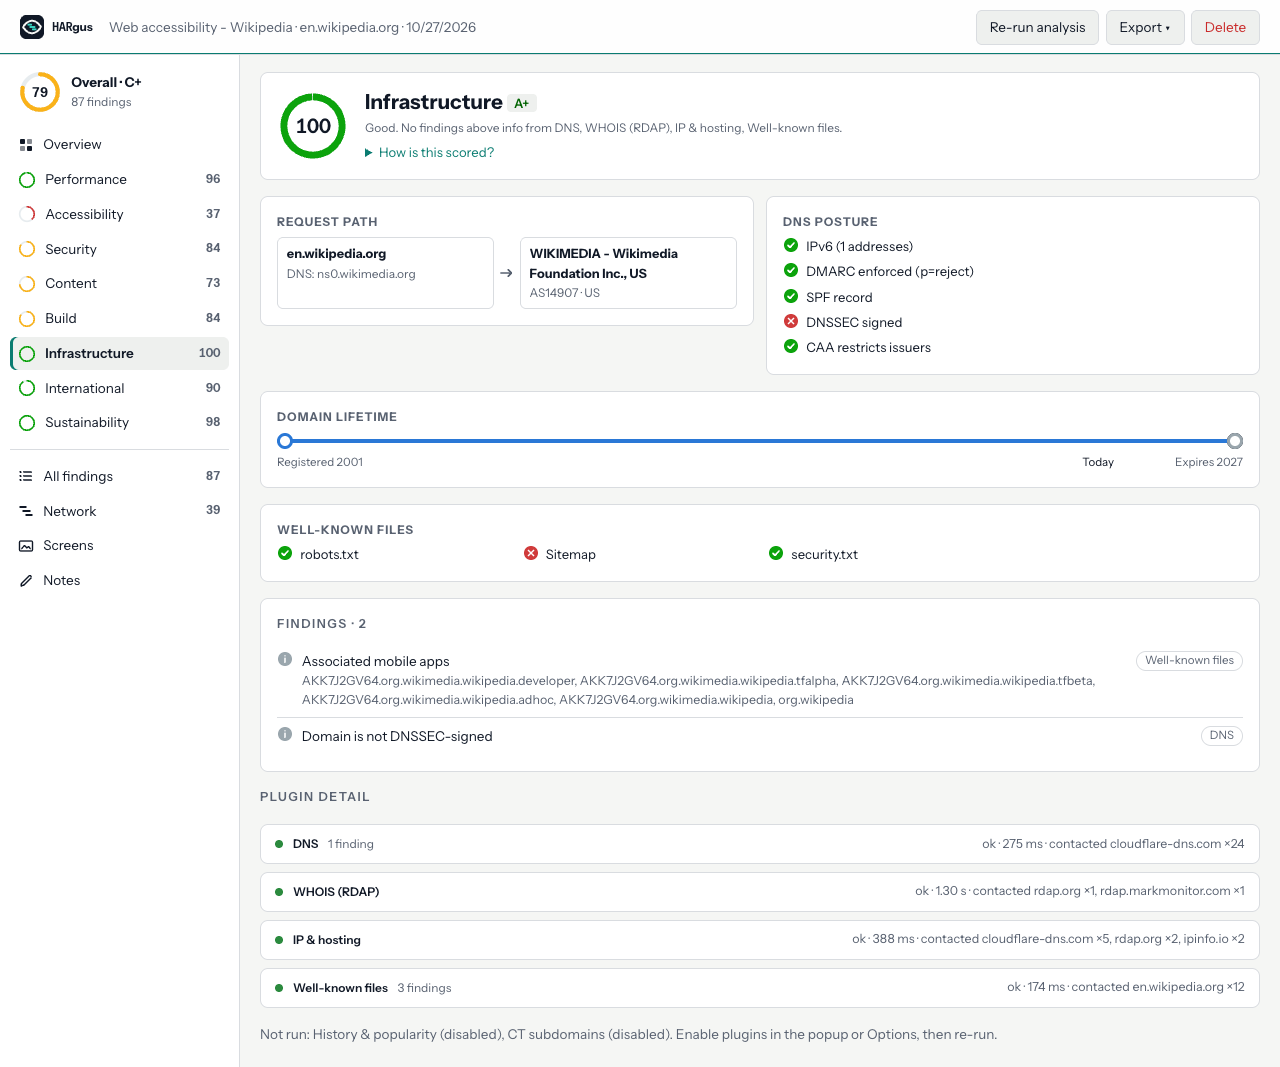 HARgus
Web accessibility - Wikipedia · en.wikipedia.org · 10/27/2026
Re-run analysis
Export ▾
Delete
79
Overall · C+
87 findings
Overview
Performance 96
Accessibility 37
Security 84
Content 73
Build 84
Infrastructure 100
International 90
Sustainability 98
All findings 87
Network 39
Screens
Notes
100
Infrastructure A+
Good. No findings above info from DNS, WHOIS (RDAP), IP & hosting, Well-known files.
▶ How is this scored?
REQUEST PATH
en.wikipedia.org
DNS: ns0.wikimedia.org
→
WIKIMEDIA - Wikimedia
Foundation Inc., US
AS14907 · US
DNS POSTURE
IPv6 (1 addresses)
DMARC enforced (p=reject)
SPF record
DNSSEC signed
CAA restricts issuers
DOMAIN LIFETIME
Registered 2001
Today
Expires 2027
WELL-KNOWN FILES
robots.txt
Sitemap
security.txt
FINDINGS · 2
Associated mobile apps
Well-known files
AKK7J2GV64.org.wikimedia.wikipedia.developer, AKK7J2GV64.org.wikimedia.wikipedia.tfalpha, AKK7J2GV64.org.wikimedia.wikipedia.tfbeta,
AKK7J2GV64.org.wikimedia.wikipedia.adhoc, AKK7J2GV64.org.wikimedia.wikipedia, org.wikipedia
Domain is not DNSSEC-signed
DNS
PLUGIN DETAIL
DNS 1 finding
ok · 275 ms · contacted cloudflare-dns.com ×24
WHOIS (RDAP)
ok · 1.30 s · contacted rdap.org ×1, rdap.markmonitor.com ×1
IP & hosting
ok · 388 ms · contacted cloudflare-dns.com ×5, rdap.org ×2, ipinfo.io ×2
Well-known files 3 findings
ok · 174 ms · contacted en.wikipedia.org ×12
Not run: History & popularity (disabled), CT subdomains (disabled). Enable plugins in the popup or Options, then re-run.